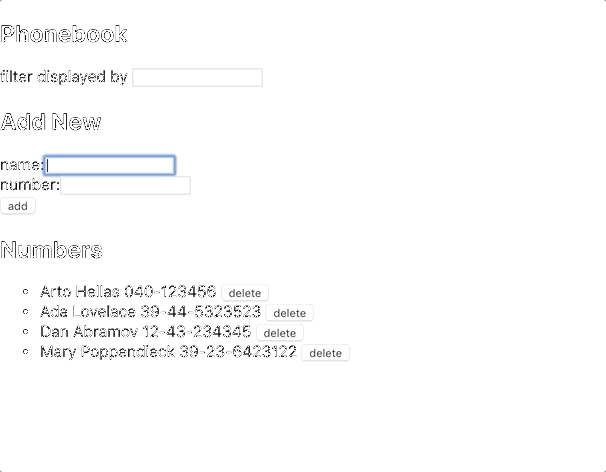 Phonebook
filter displayed by
Add New
name:
number:
add
Numbers
Arto Hellas 040-123456 delete
Ada Lovelace 39-44-5323523 delete
Dan Abramov 12-43-234345 delete
Mary Poppendieck 39-23-6423122 delete